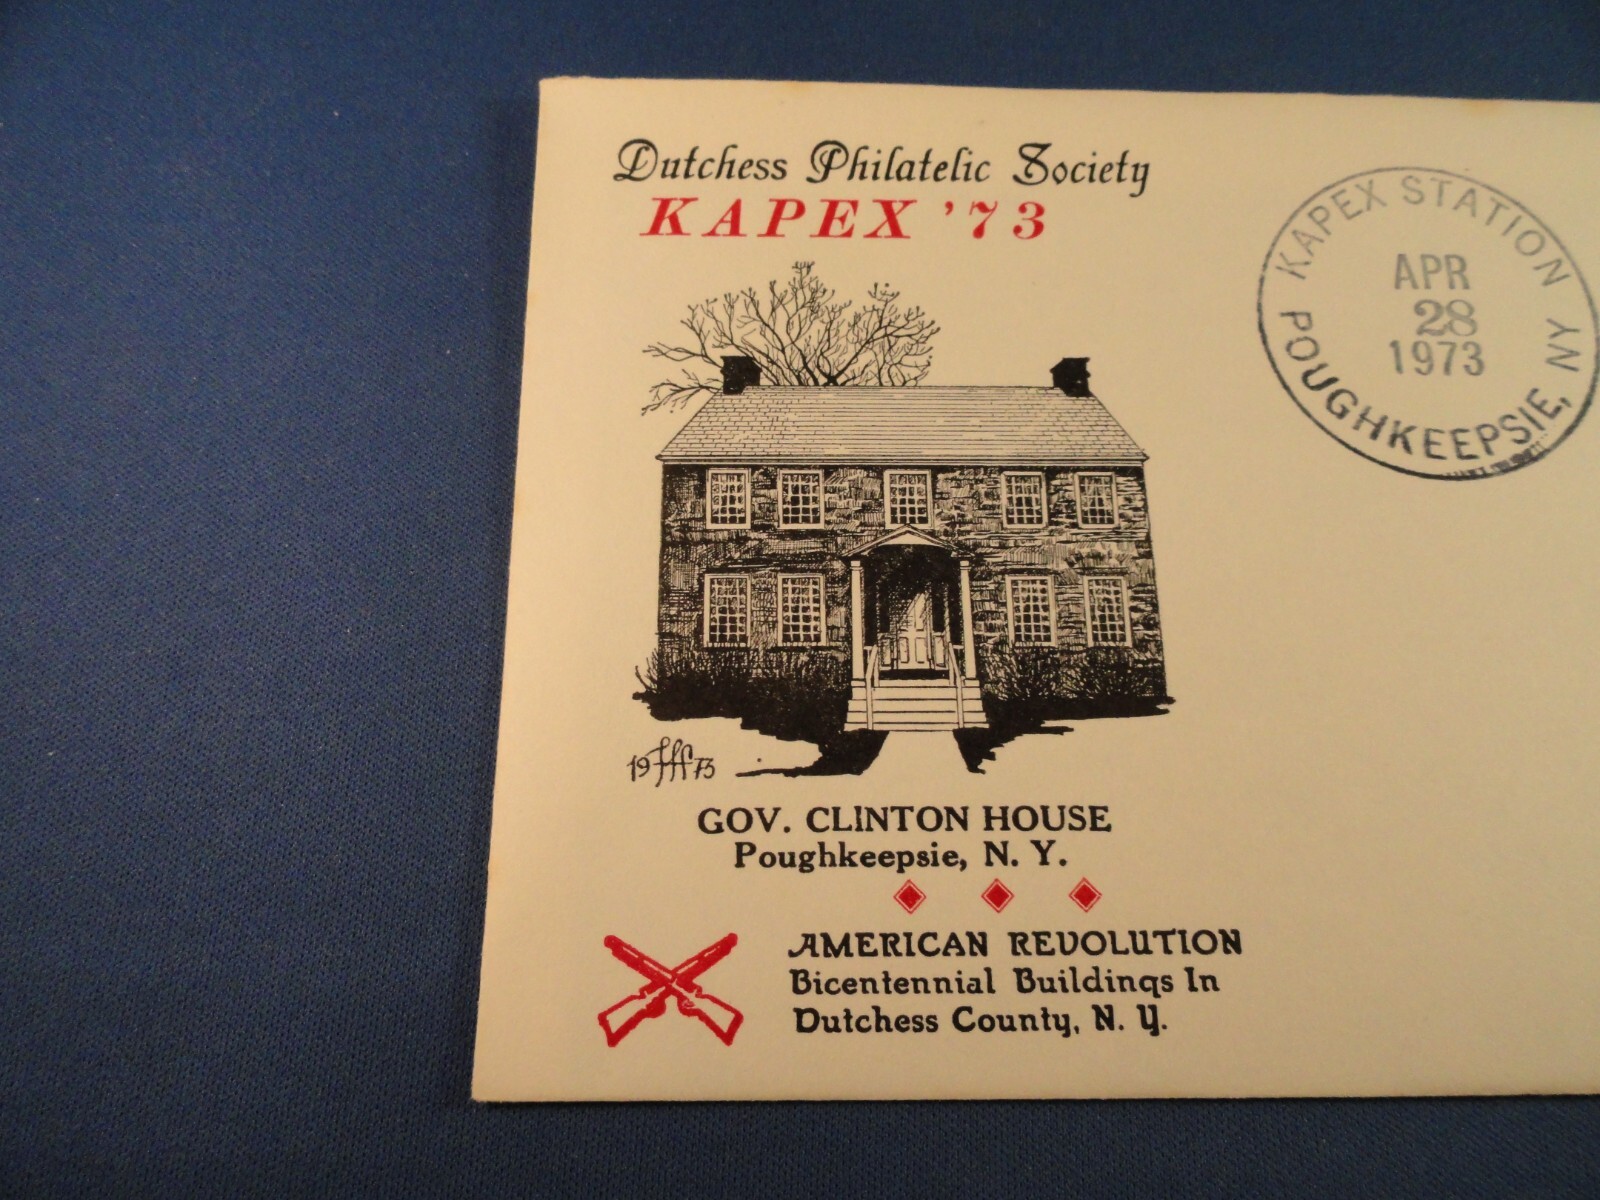 Dutchess Philatelic Society
KAPEX '73
KAPEX STATION
APR
28
1973
POUGHKEEPSIE, NY
19 fff 73
GOV. CLINTON HOUSE
Poughkeepsie, N. Y.
AMERICAN REVOLUTION
Bicentennial Buildings In
Dutchess County, N. Y.